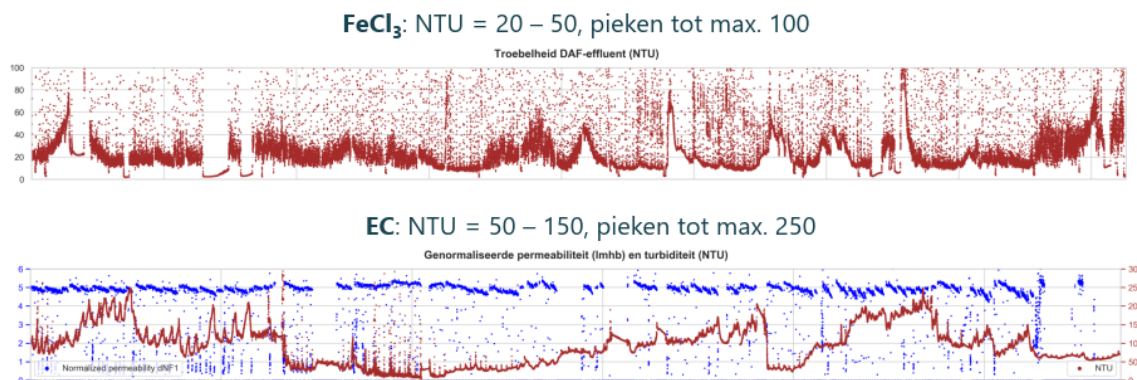 FeCl₃: NTU = 20 – 50, pieken tot max. 100
Troebelheid DAF-effluent (NTU)
100
80
60
40
20
0
EC: NTU = 50 – 150, pieken tot max. 250
Genormaliseerde permeabiliteit (lmhb) en turbiditeit (NTU)
6
5
4
3
2
1
0
Normalized permeability dNF1
NTU